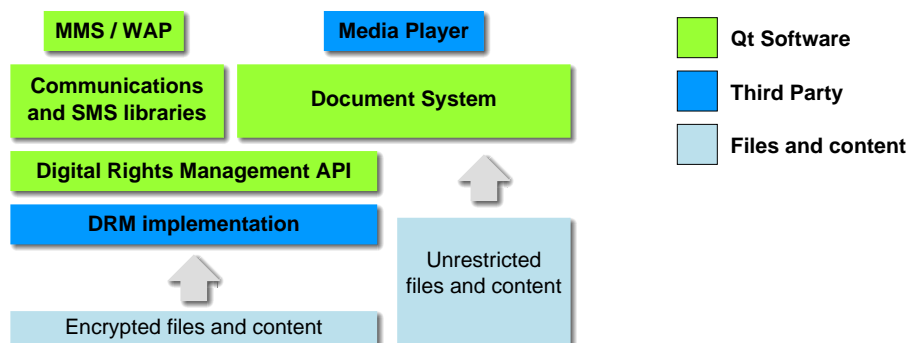 MMS / WAP
Media Player
Communications
and SMS libraries
Document System
Digital Rights Management API
DRM implementation
Unrestricted
files and content
Encrypted files and content
Qt Software
Third Party
Files and content